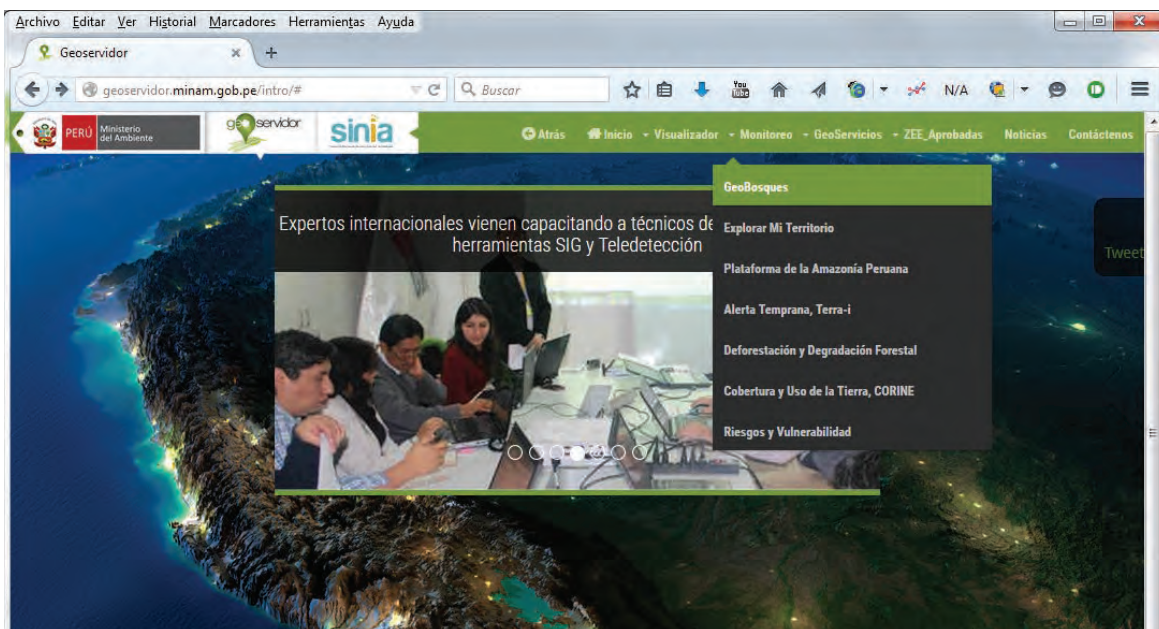 Archivo Editar Ver Historial Marcadores Herramientas Ayuda
Geoservidor
geoservidor.minam.gob.pe/intro/#
Buscar
You Tube
N/A
PERÚ Ministerio del Ambiente
geoservidor
sinia
Atrás Inicio Visualizador Monitoreo GeoServicios ZEE_Aprobadas Noticias Contáctenos
GeoBosques
Expertos internacionales vienen capacitando a técnicos de
herramientas SIG y Teledetección
Explorar Mi Territorio
Plataforma de la Amazonía Peruana
Alerta Temprana, Terra-i
Deforestación y Degradación Forestal
Cobertura y Uso de la Tierra, CORINE
Riesgos y Vulnerabilidad
Tweet